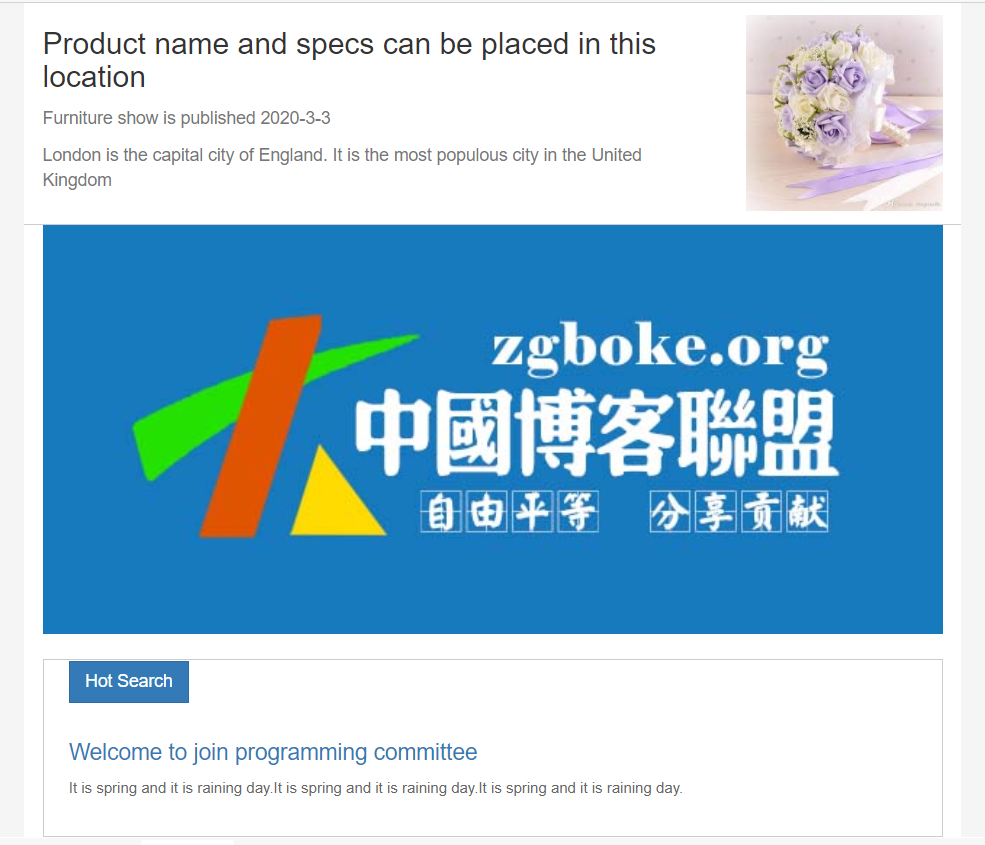 Product name and specs can be placed in this
location
Furniture show is published 2020-3-3
London is the capital city of England. It is the most populous city in the United
Kingdom
zgboke.org
中國博客聯盟
自由平等 分享贡献
Hot Search
Welcome to join programming committee
It is spring and it is raining day.It is spring and it is raining day.It is spring and it is raining day.